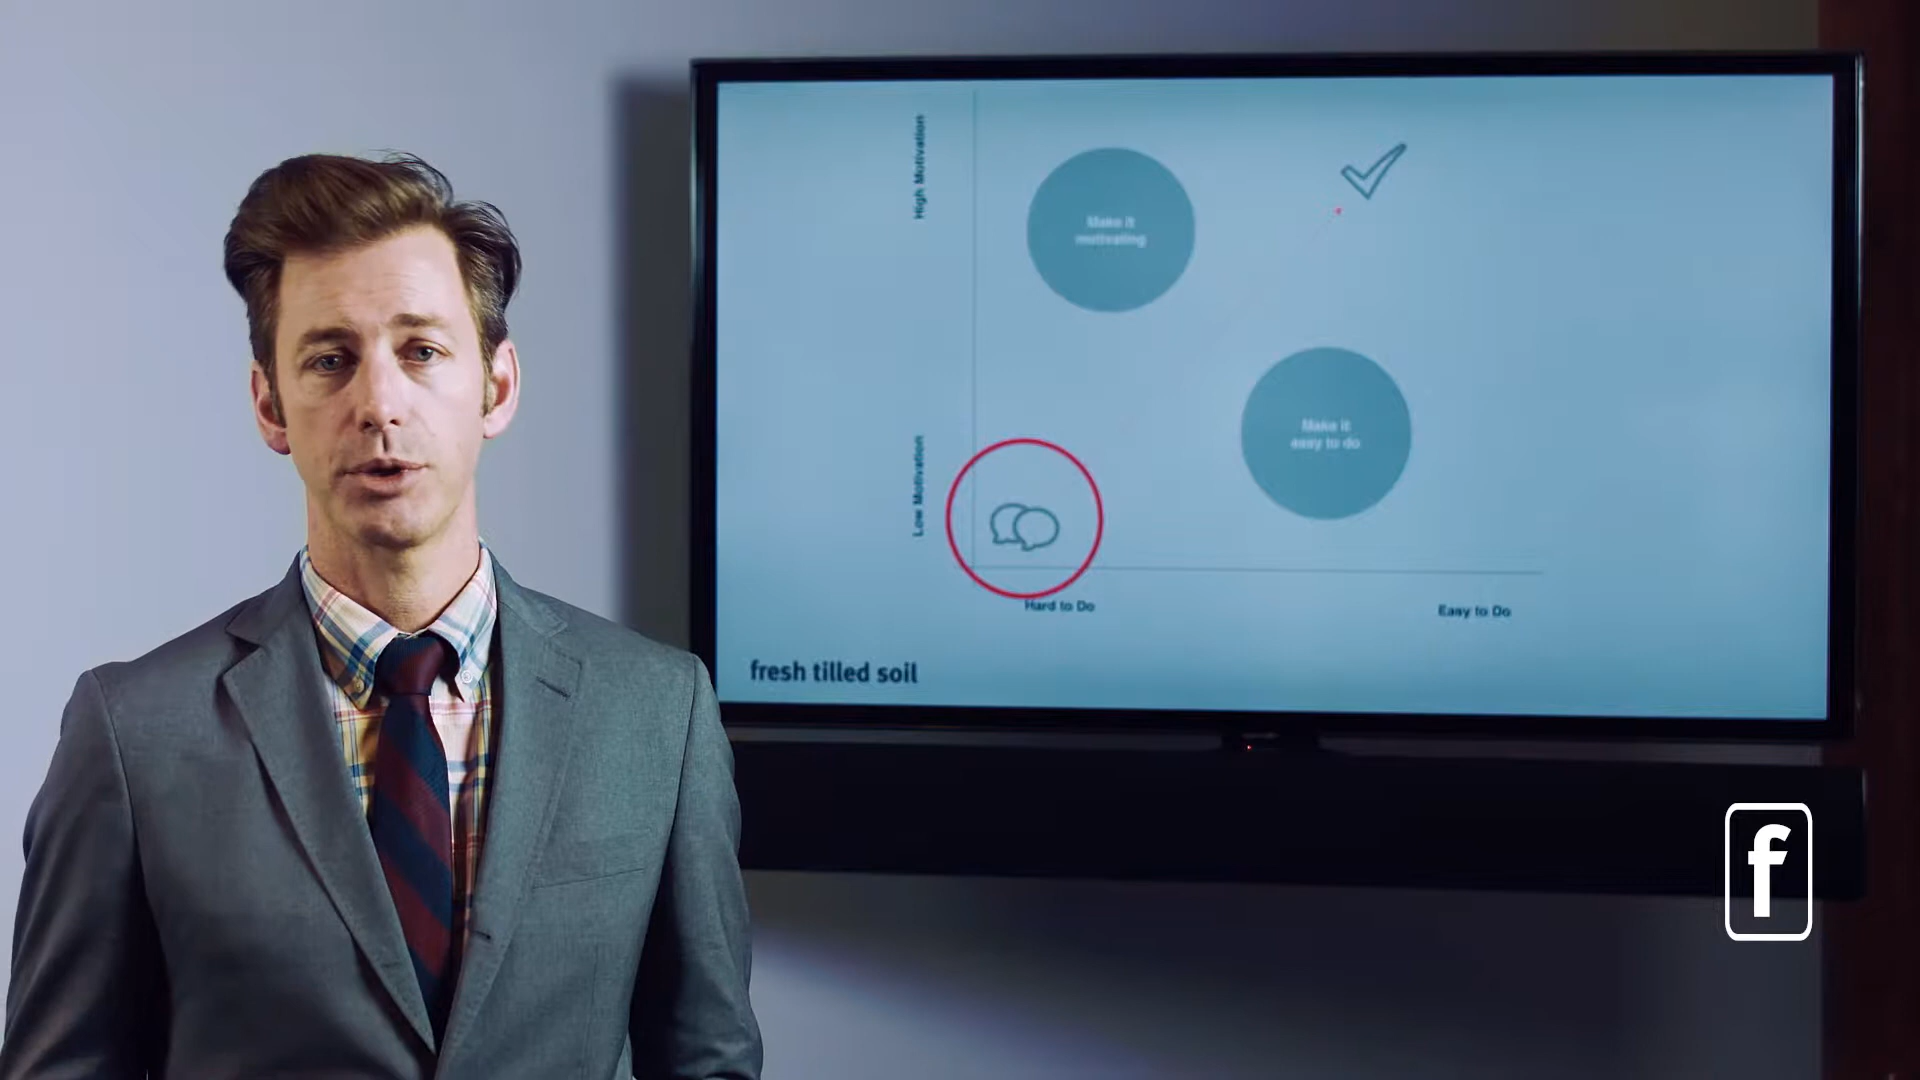 High Motivation
Make it
motivating
Make it
easy to do
Low Motivation
Hard to Do
Easy to Do
fresh tilled soil
f